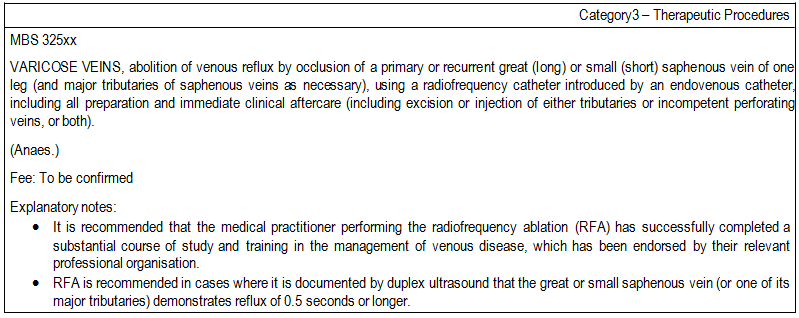 Category3 – Therapeutic Procedures
MBS 325xx
VARICOSE VEINS, abolition of venous reflux by occlusion of a primary or recurrent great (long) or small (short) saphenous vein of one
leg (and major tributaries of saphenous veins as necessary), using a radiofrequency catheter introduced by an endovenous catheter,
including all preparation and immediate clinical aftercare (including excision or injection of either tributaries or incompetent perforating
veins, or both).
(Anaes.)
Fee: To be confirmed
Explanatory notes:
• It is recommended that the medical practitioner performing the radiofrequency ablation (RFA) has successfully completed a
substantial course of study and training in the management of venous disease, which has been endorsed by their relevant
professional organisation.
• RFA is recommended in cases where it is documented by duplex ultrasound that the great or small saphenous vein (or one of its
major tributaries) demonstrates reflux of 0.5 seconds or longer.